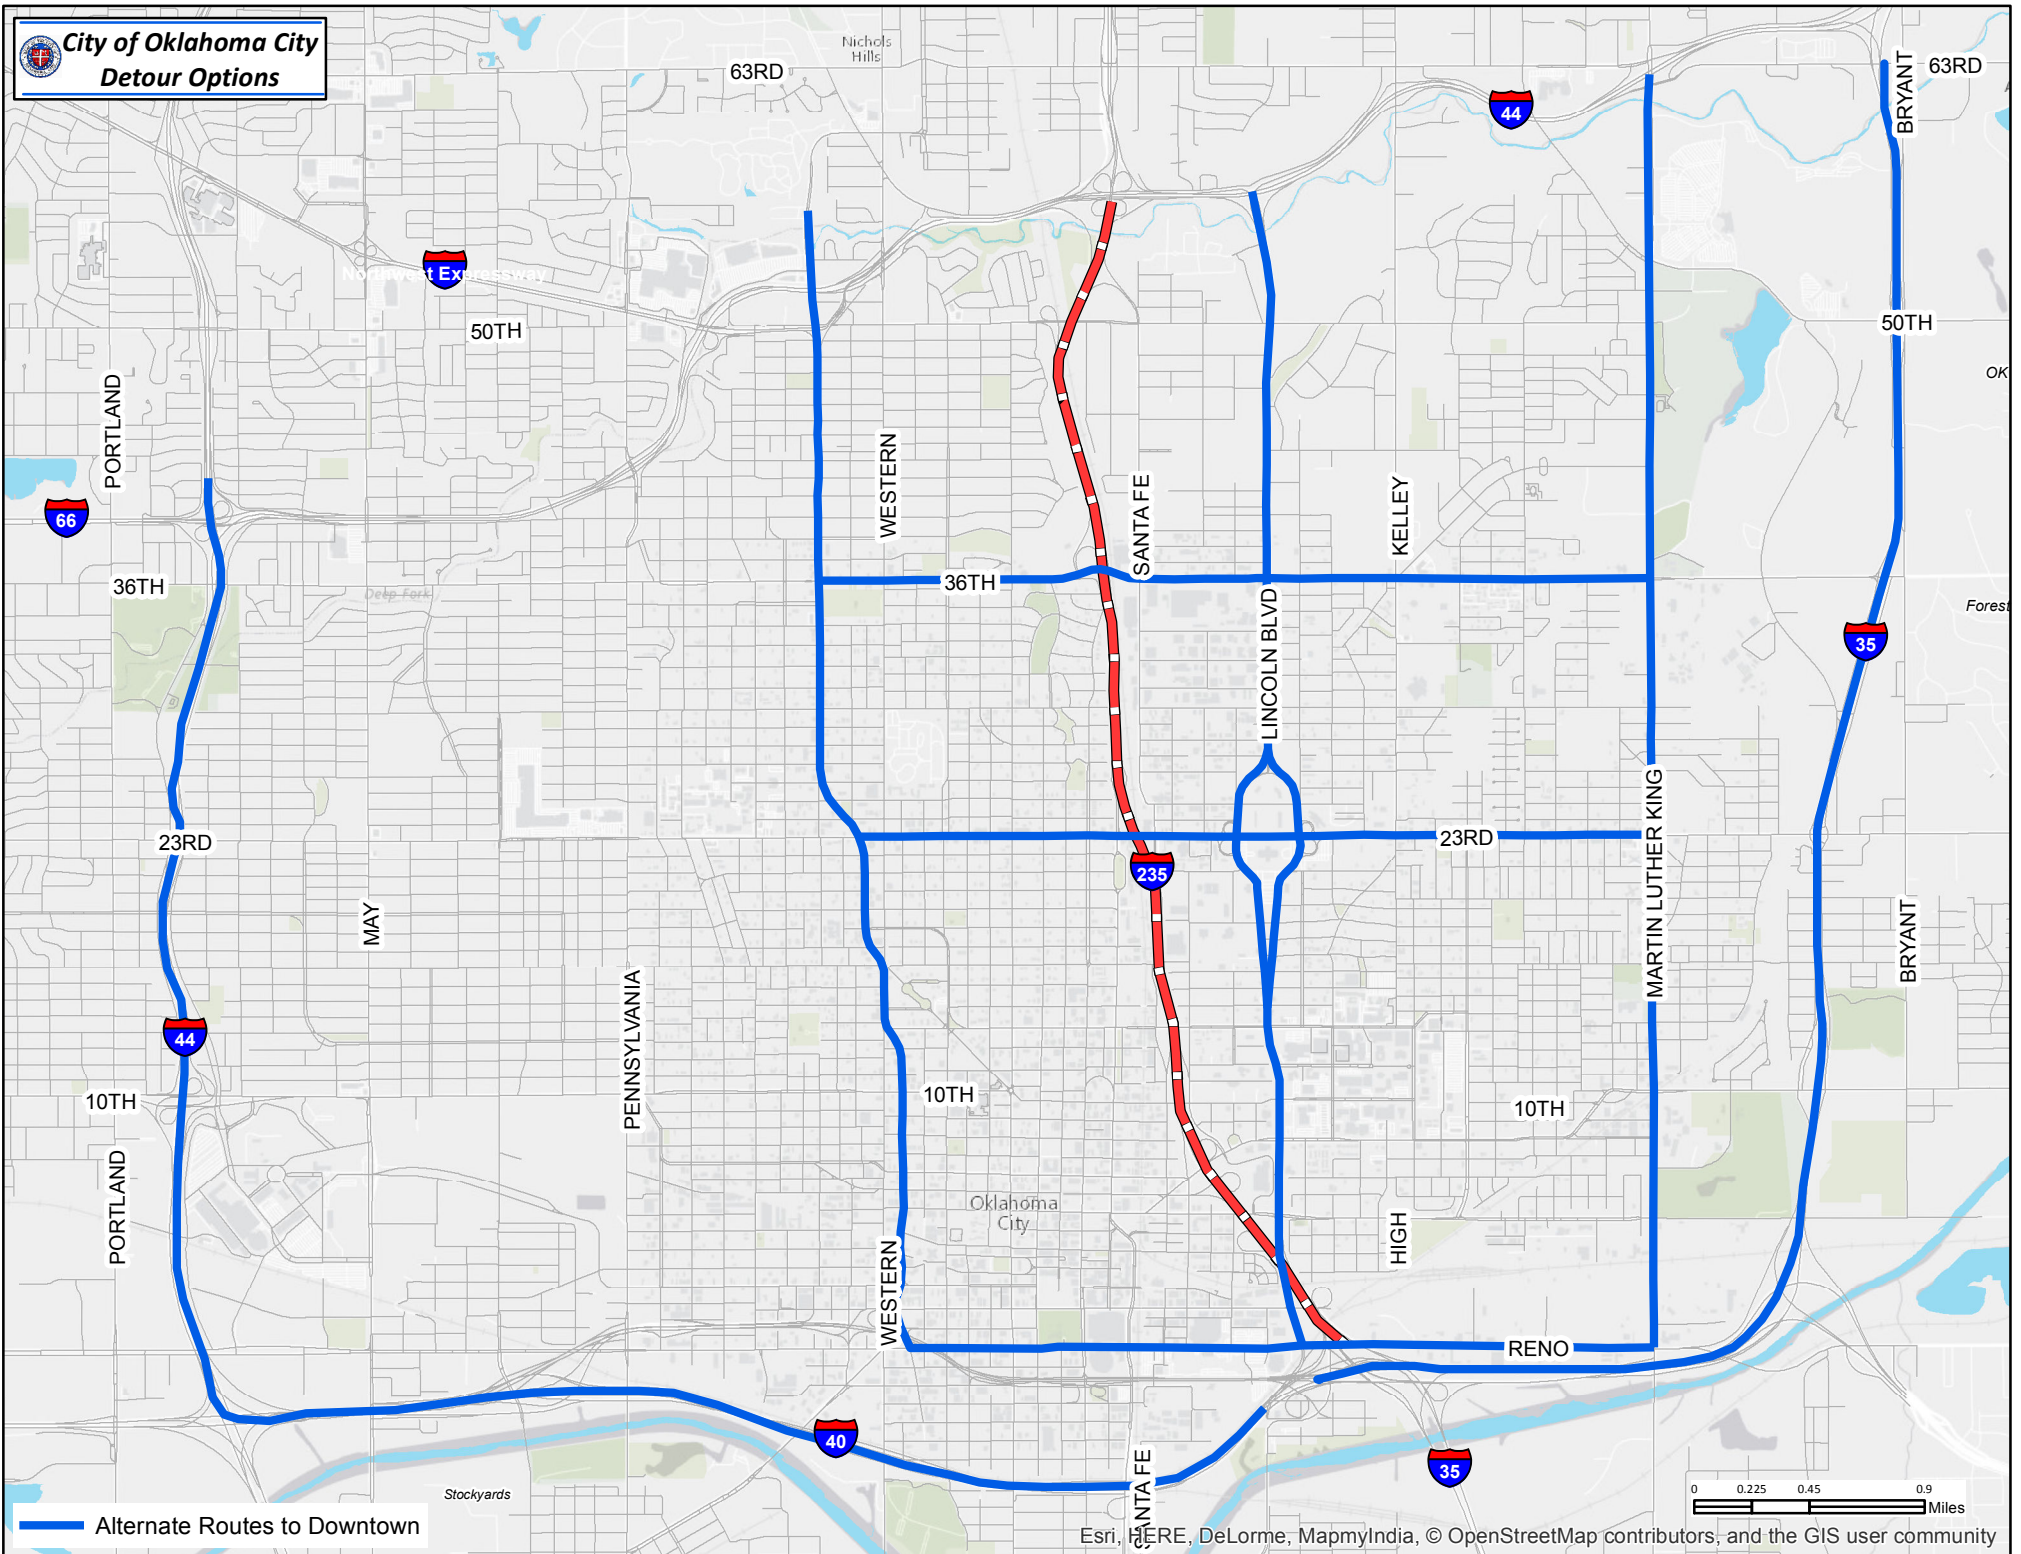 City of Oklahoma City
Detour Options
Nichols
Hills
63RD
63RD
BRYANT
44
Northwest Expressway
50TH
50TH
OK
PORTLAND
WESTERN
SANTA FE
KELLEY
66
36TH
Deep Fork
36TH
LINCOLN BLVD
Forest
35
23RD
23RD
235
MARTIN LUTHER KING
MAY
BRYANT
PENNSYLVANIA
44
10TH
10TH
10TH
PORTLAND
Oklahoma
City
HIGH
WESTERN
RENO
40
SANTA FE
35
Stockyards
0 0.225 0.45 0.9
Miles
Alternate Routes to Downtown
Esri, HERE, DeLorme, MapmyIndia, © OpenStreetMap contributors, and the GIS user community